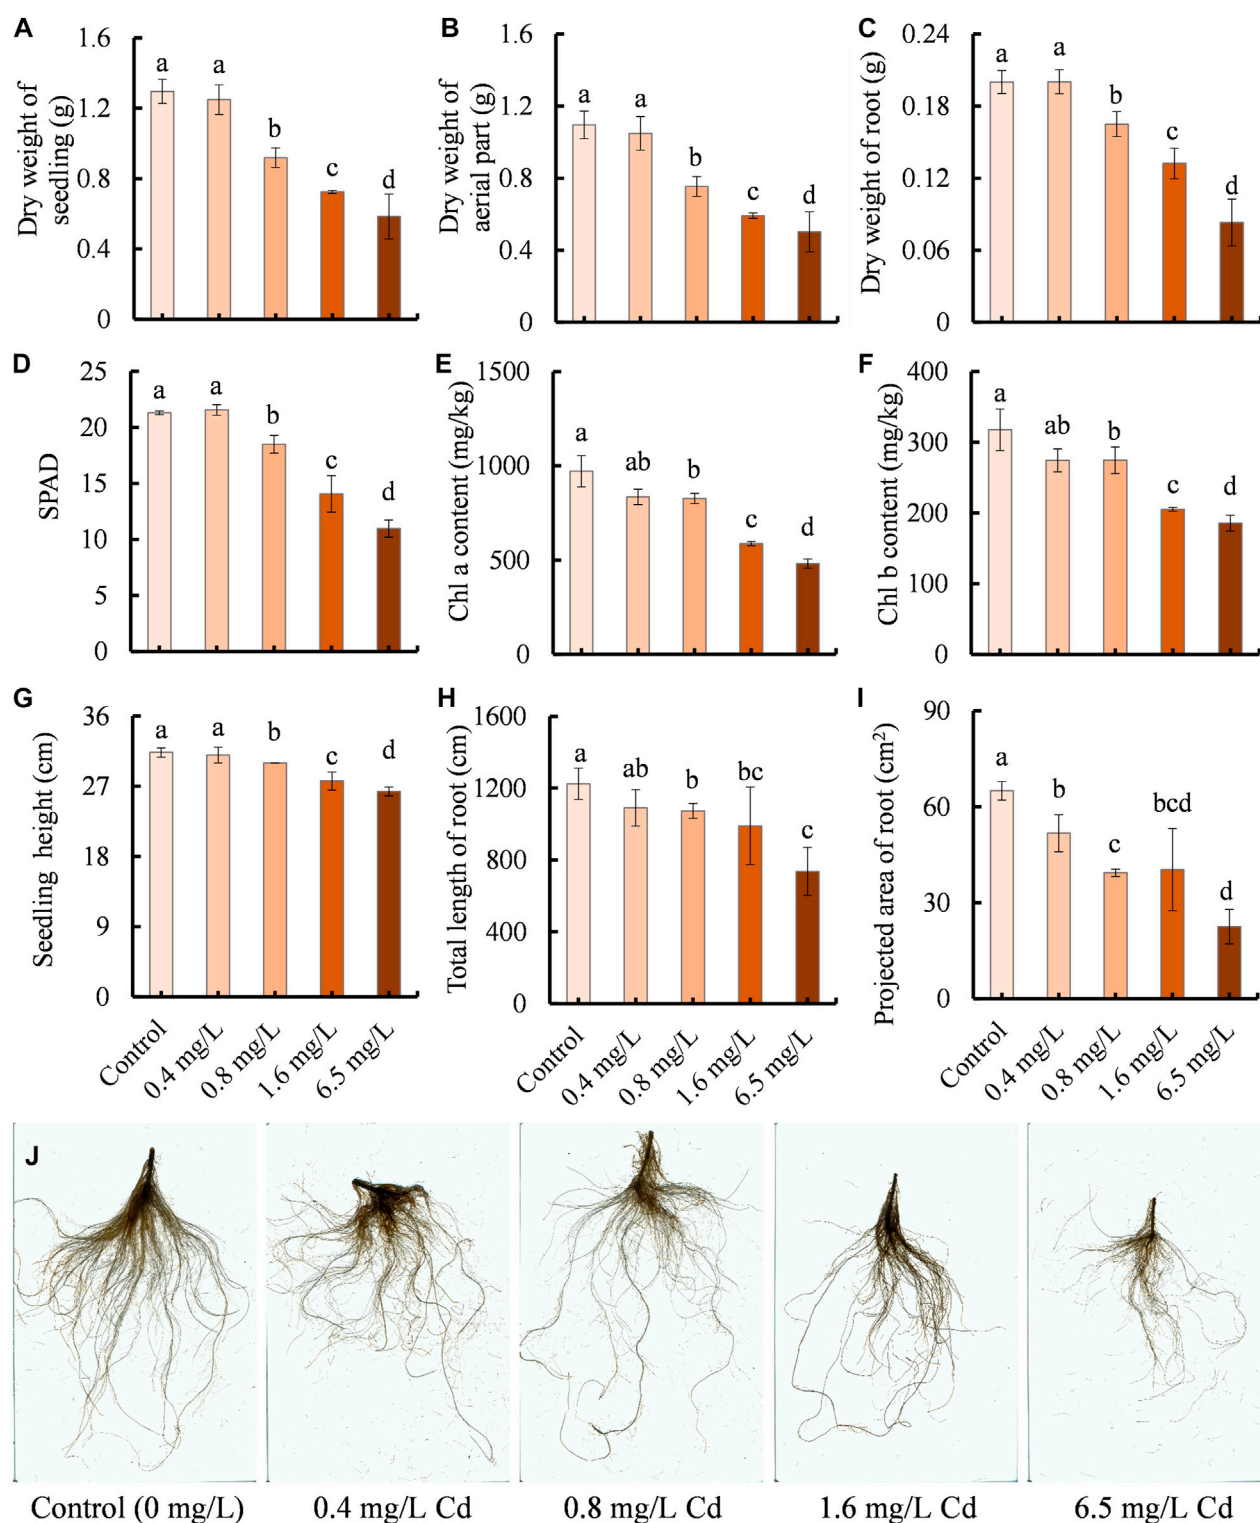 A
Dry weight of
seedling (g)
1.6
1.2
0.8
0.4
0
a
a
b
c
d
B
Dry weight of
aerial part (g)
1.6
1.2
0.8
0.4
0
a
a
b
c
d
C
Dry weight of root (g)
0.24
0.18
0.12
0.06
0
a
a
b
c
d
D
SPAD
25
20
15
10
5
0
a
a
b
c
d
E
Chl a content (mg/kg)
1500
1000
500
0
a
ab
b
c
d
F
Chl b content (mg/kg)
400
300
200
100
0
a
ab
b
c
d
G
Seedling height (cm)
36
27
18
9
0
a
a
b
c
d
Control
0.4 mg/L
0.8 mg/L
1.6 mg/L
6.5 mg/L
H
Total length of root (cm)
1600
1200
800
400
0
a
ab
b
bc
c
Control
0.4 mg/L
0.8 mg/L
1.6 mg/L
6.5 mg/L
I
Projected area of root (cm²)
90
60
30
0
a
b
c
bcd
d
Control
0.4 mg/L
0.8 mg/L
1.6 mg/L
6.5 mg/L
J
Control (0 mg/L)
0.4 mg/L Cd
0.8 mg/L Cd
1.6 mg/L Cd
6.5 mg/L Cd